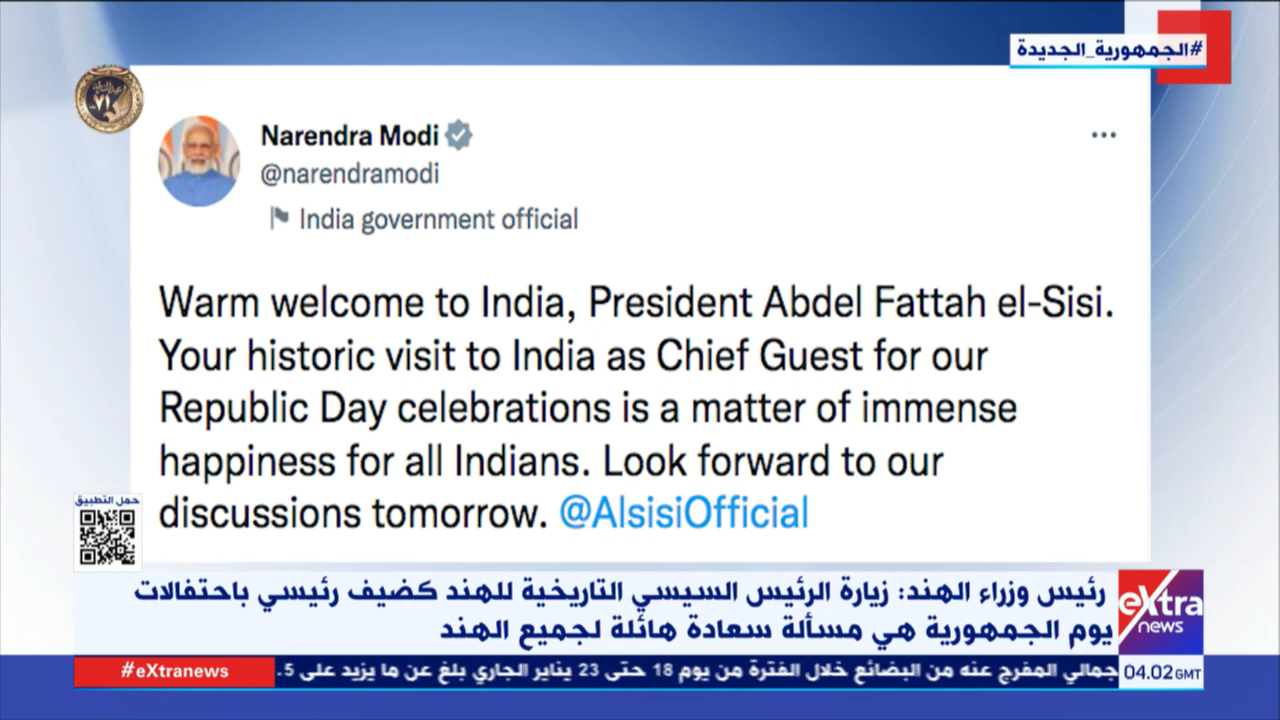 #الجمهورية_الجديدة
Narendra Modi
@narendramodi
India government official
Warm welcome to India, President Abdel Fattah el-Sisi.
Your historic visit to India as Chief Guest for our
Republic Day celebrations is a matter of immense
happiness for all Indians. Look forward to our
discussions tomorrow. @AlsisiOfficial
حمل التطبيق
رئيس وزراء الهند: زيارة الرئيس السيسي التاريخية للهند كضيف رئيسي باحتفالات
يوم الجمهورية هي مسألة سعادة هائلة لجميع الهند
eXtra
news
#eXtranews
جمالي المفرج عنه من البضائع خلال الفترة من يوم 18 حتى 23 يناير الجاري بلغ عن ما يزيد على 5.
04.02 GMT